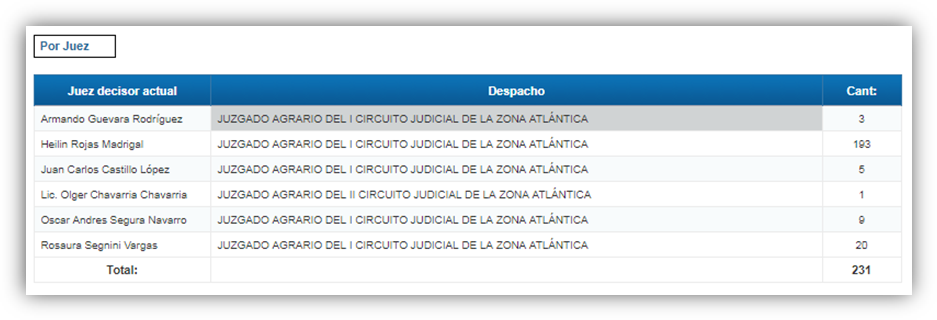 Por Juez
Juez decisor actual Despacho Cant:
Armando Guevara Rodríguez JUZGADO AGRARIO DEL I CIRCUITO JUDICIAL DE LA ZONA ATLÁNTICA 3
Heilin Rojas Madrigal JUZGADO AGRARIO DEL I CIRCUITO JUDICIAL DE LA ZONA ATLÁNTICA 193
Juan Carlos Castillo López JUZGADO AGRARIO DEL I CIRCUITO JUDICIAL DE LA ZONA ATLÁNTICA 5
Lic. Olger Chavarria Chavarria JUZGADO AGRARIO DEL II CIRCUITO JUDICIAL DE LA ZONA ATLÁNTICA 1
Oscar Andres Segura Navarro JUZGADO AGRARIO DEL I CIRCUITO JUDICIAL DE LA ZONA ATLÁNTICA 9
Rosaura Segnini Vargas JUZGADO AGRARIO DEL I CIRCUITO JUDICIAL DE LA ZONA ATLÁNTICA 20
Total: 231